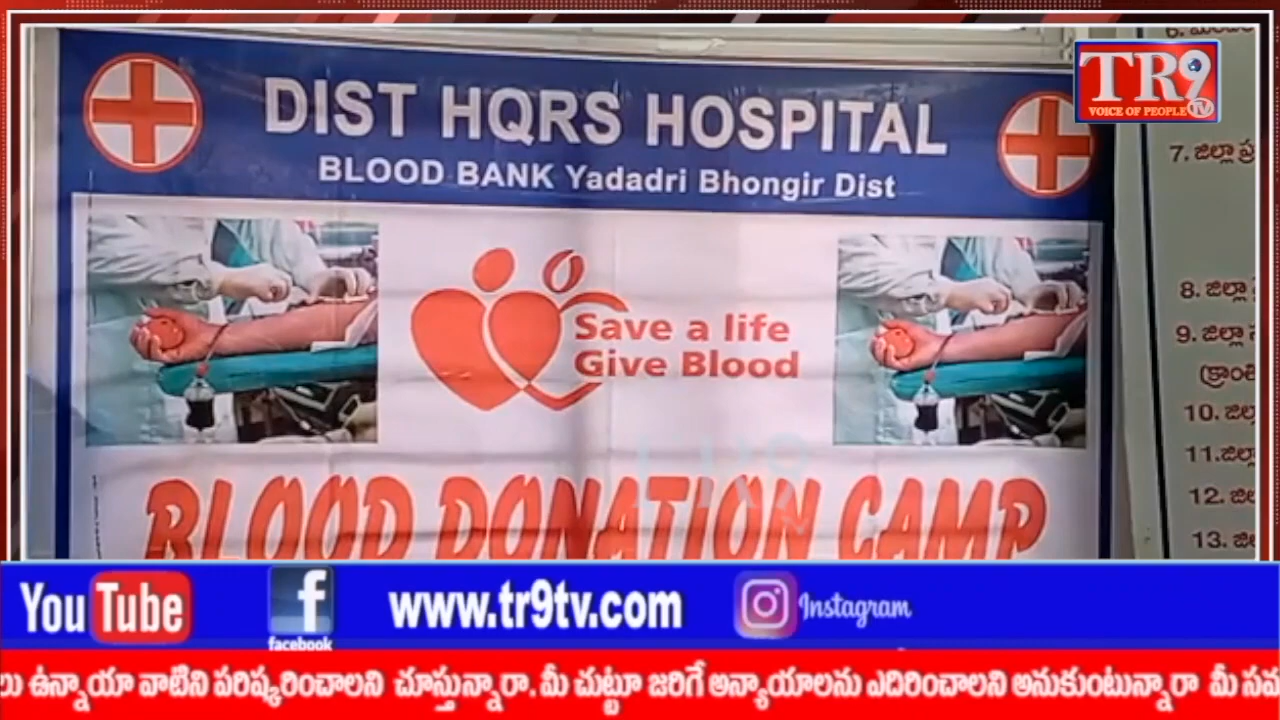 TR9
TV
VOICE OF PEOPLE
DIST HQRS HOSPITAL
BLOOD BANK Yadadri Bhongir Dist
Save a life
Give Blood
BLOOD DONATION CAMP
7. జిల్లా ప్ర
8. జిల్లా
9. జిల్లా
(క్రాంతి
10. జిల్లా
11.జిల్లా
12. జిల
13. జి
YouTube
facebook
www.tr9tv.com
Instagram
లు ఉన్నాయా వాటిని పరిష్కరించాలని చూస్తున్నారా. మీ చుట్టూ జరిగే అన్యాయాలను ఎదిరించాలని అనుకుంటున్నారా మీ సమ